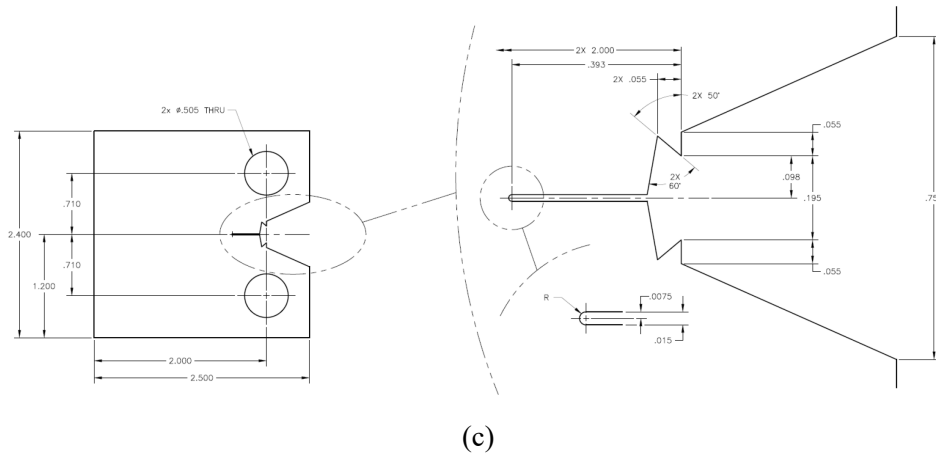 2X 2.000
.393
2X .055
2X 50°
2x ø.505 THRU
.055
.098
2X
60°
.195
.75
.710
2.400
.710
1.200
.055
R
.0075
.015
2.000
2.500
(c)